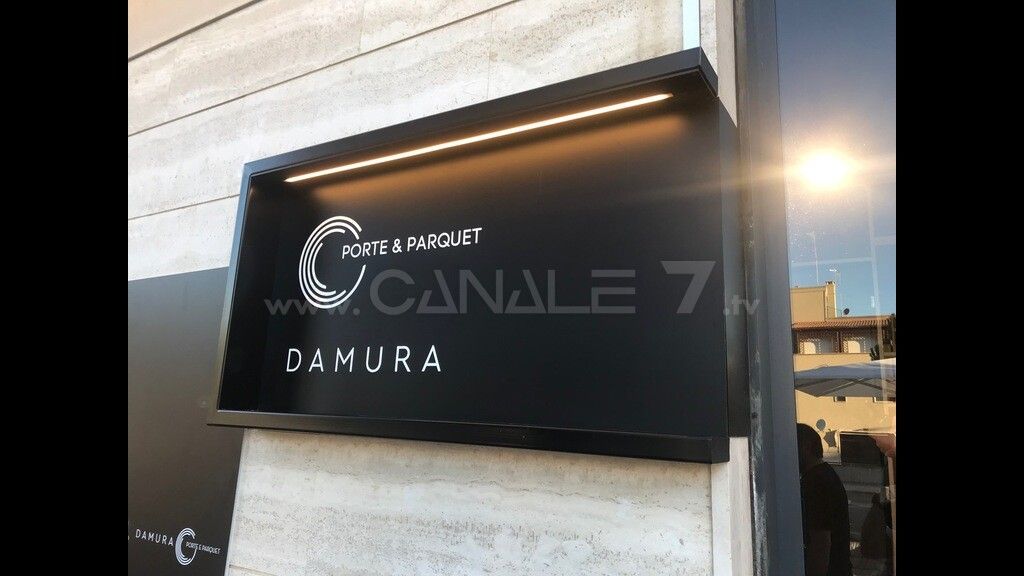 PORTE & PARQUET
www.CANALE 7.tv
DAMURA
DAMURA
PORTE E PARQUET